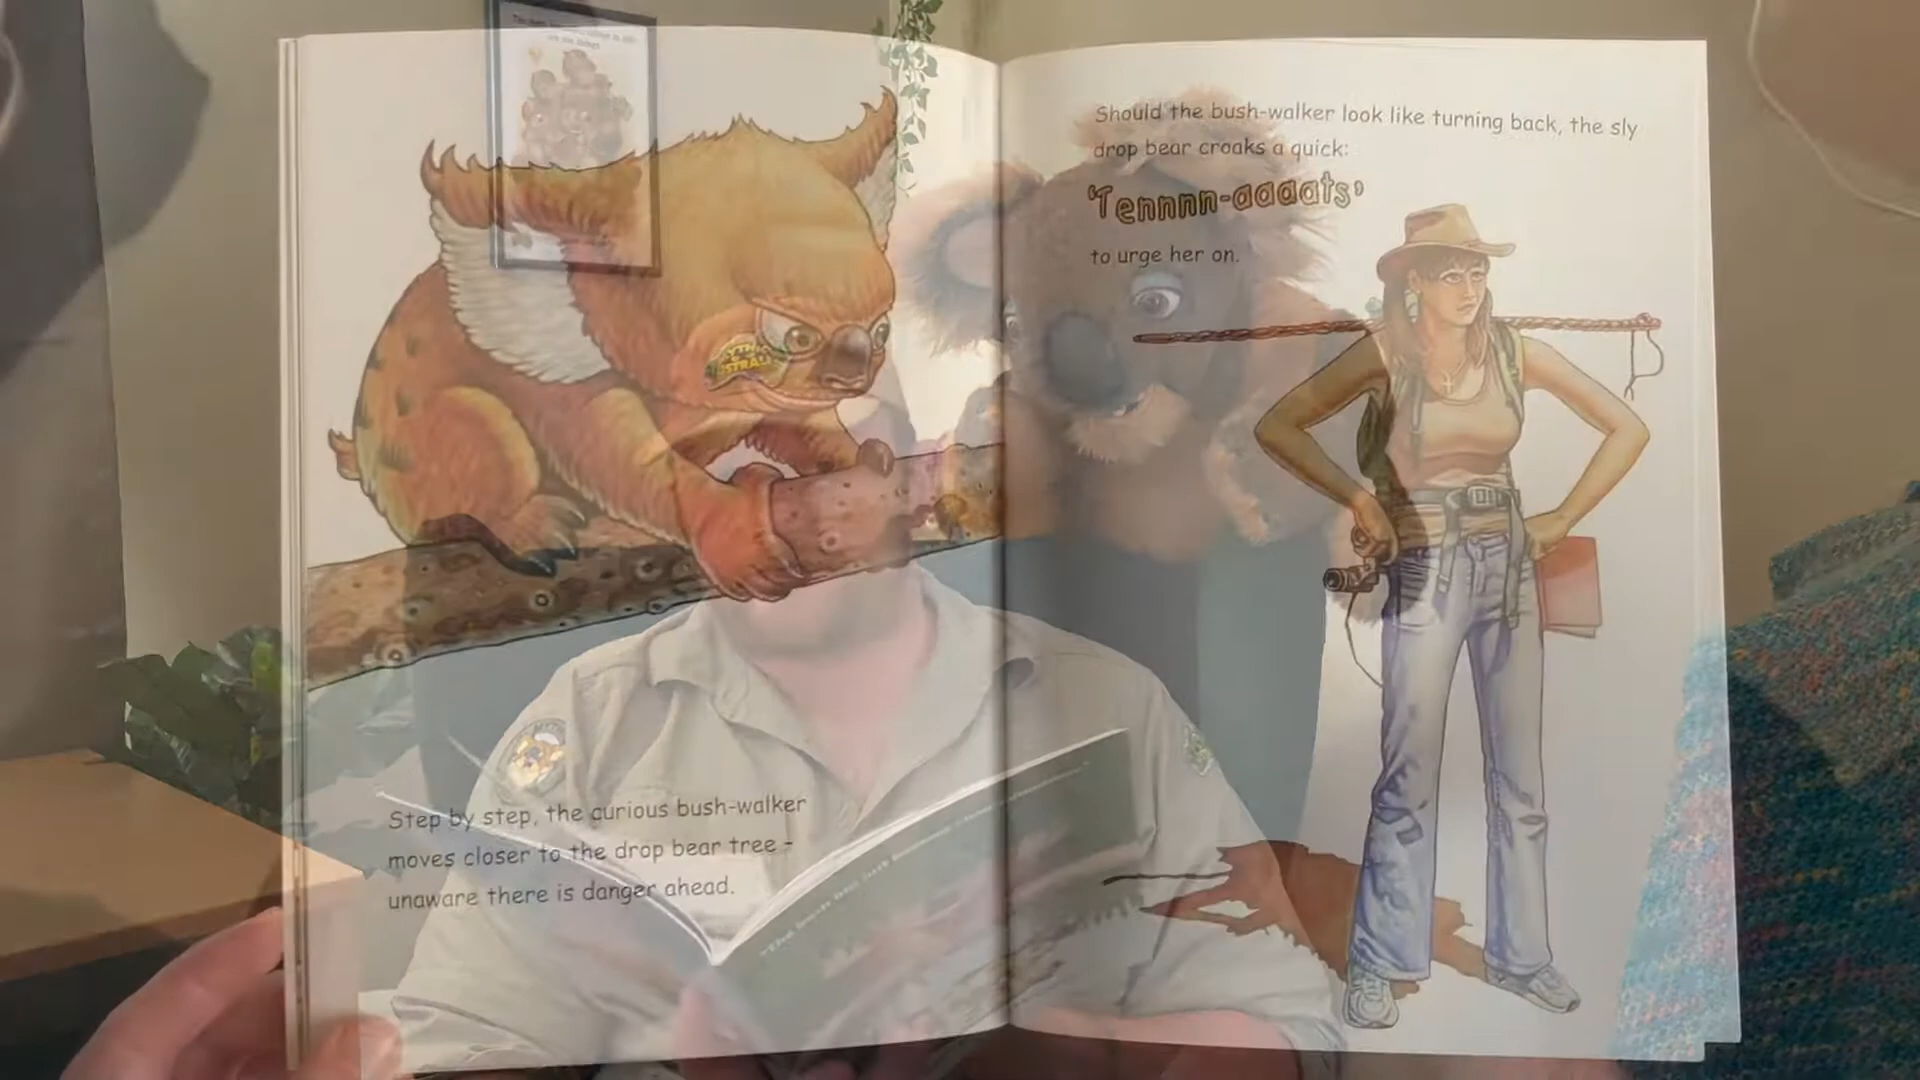 Should the bush-walker look like turning back, the sly
drop bear croaks a quick:
'Tennnn-aaaats'
to urge her on.
Step by step, the curious bush-walker
moves closer to the drop bear tree -
unaware there is danger ahead.